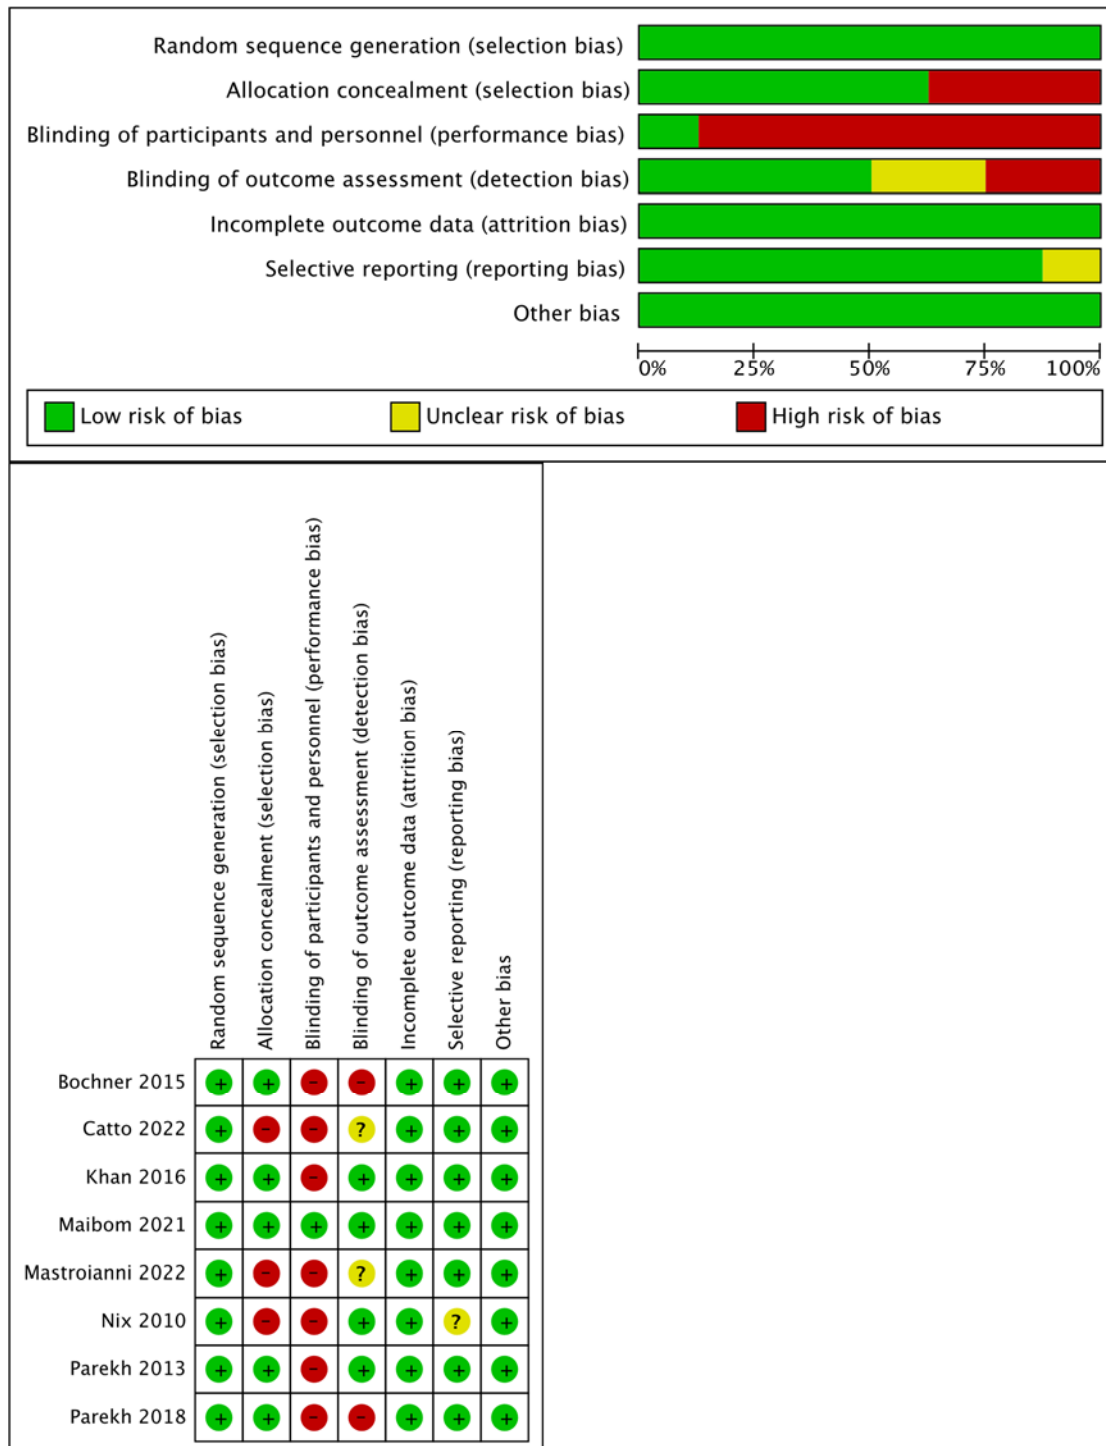 Random sequence generation (selection bias)
Allocation concealment (selection bias)
Blinding of participants and personnel (performance bias)
Blinding of outcome assessment (detection bias)
Incomplete outcome data (attrition bias)
Selective reporting (reporting bias)
Other bias
0% 25% 50% 75% 100%
Low risk of bias Unclear risk of bias High risk of bias
Random sequence generation (selection bias)
Allocation concealment (selection bias)
Blinding of participants and personnel (performance bias)
Blinding of outcome assessment (detection bias)
Incomplete outcome data (attrition bias)
Selective reporting (reporting bias)
Other bias
Bochner 2015 + + - - + + +
Catto 2022 + - - ? + + +
Khan 2016 + + - + + + +
Maibom 2021 + + + + + + +
Mastroianni 2022 + - - ? + + +
Nix 2010 + - - + + ? +
Parekh 2013 + + - + + + +
Parekh 2018 + + - - + + +